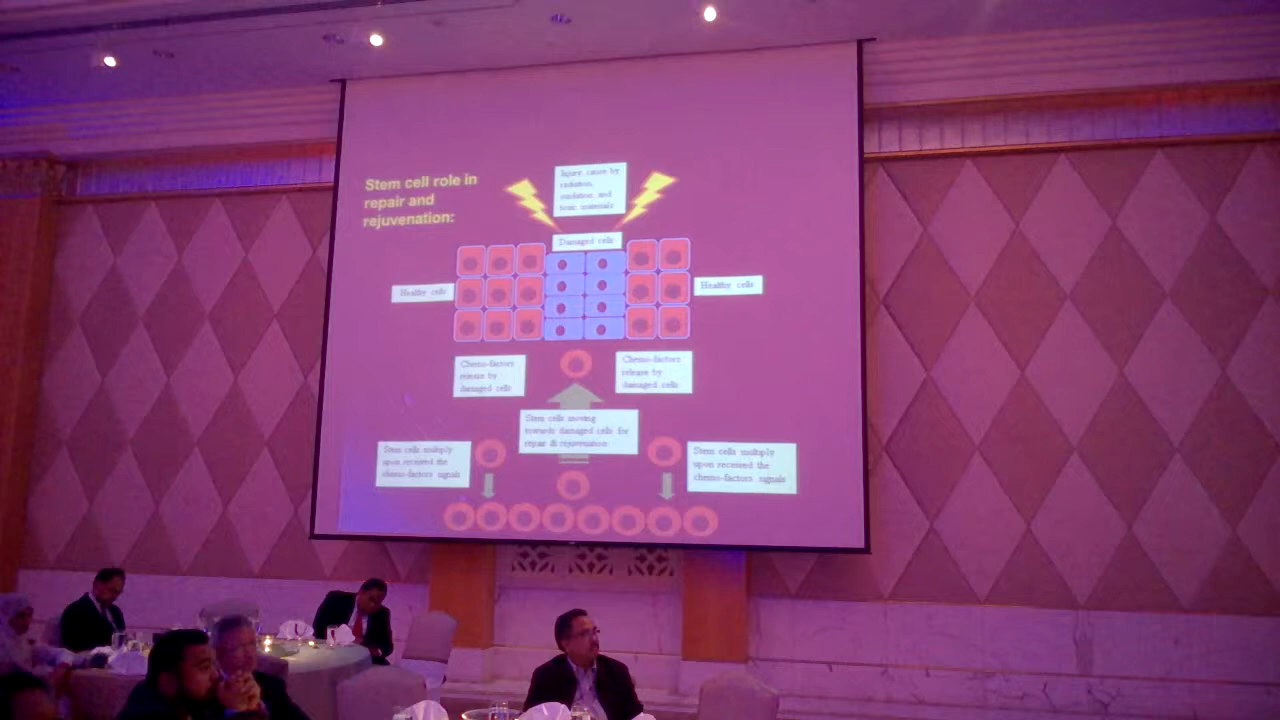 Stem cell role in
repair and
rejuvenation:
Injury cause by
radiation,
oxidation, and
toxic materials
Damaged cells
Healthy cells
Healthy cells
Chemo-factors
release by
damaged cells
Chemo-factors
release by
damaged cells
Stem cells moving
towards damaged cells for
repair & rejuvenation
Stem cells multiply
upon received the
chemo-factors signals
Stem cells multiply
upon received the
chemo-factors signals